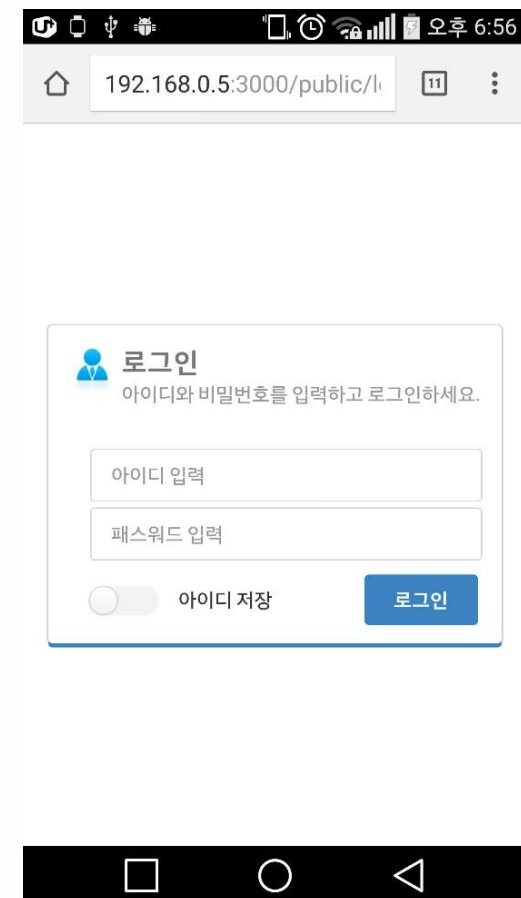 오후 6:56
192.168.0.5:3000/public/l
11
로그인
아이디와 비밀번호를 입력하고 로그인하세요.
아이디 입력
패스워드 입력
아이디 저장
로그인